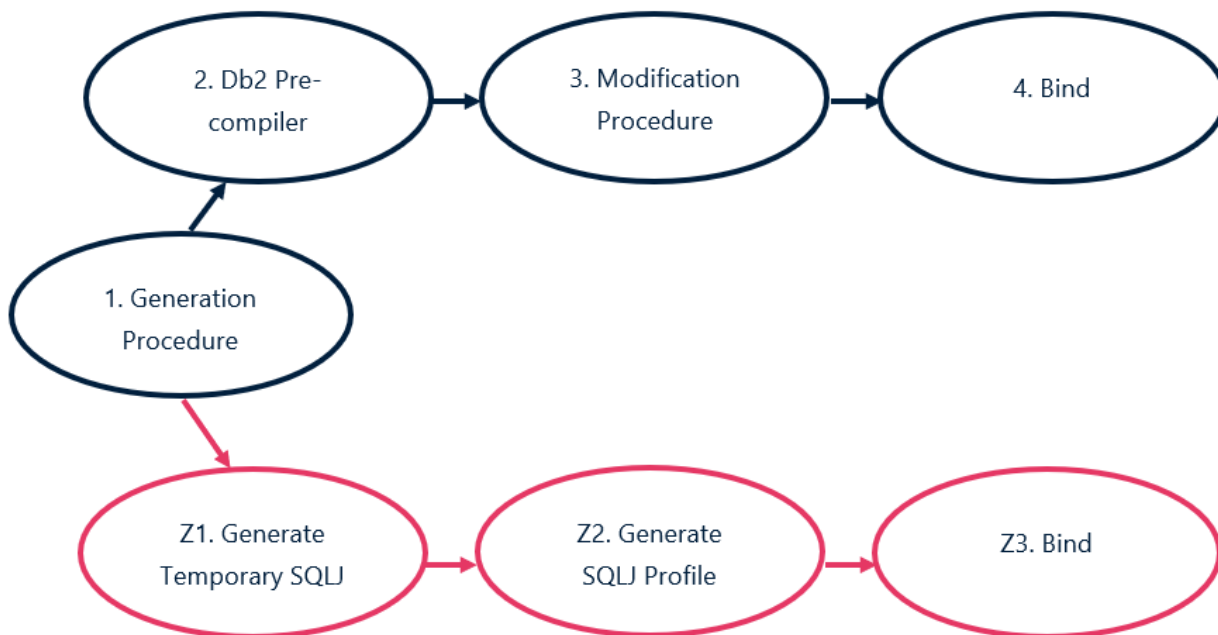 2. Db2 Pre-
compiler
3. Modification
Procedure
4. Bind
1. Generation
Procedure
Z1. Generate
Temporary SQLJ
Z2. Generate
SQLJ Profile
Z3. Bind